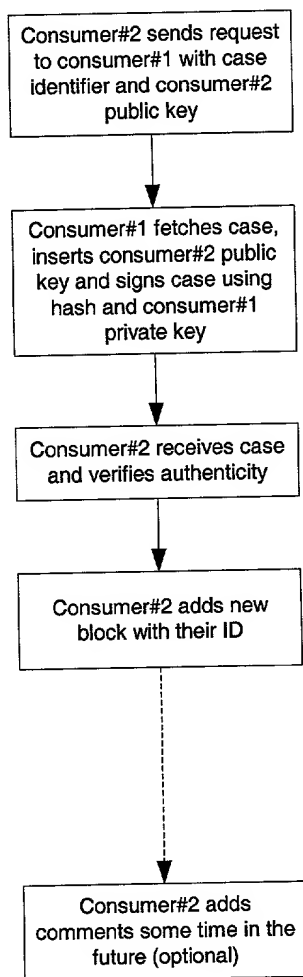 Consumer#2 sends request
to consumer#1 with case
identifier and consumer#2
public key
Consumer#1 fetches case,
inserts consumer#2 public
key and signs case using
hash and consumer#1
private key
Consumer#2 receives case
and verifies authenticity
Consumer#2 adds new
block with their ID
Consumer#2 adds
comments some time in the
future (optional)